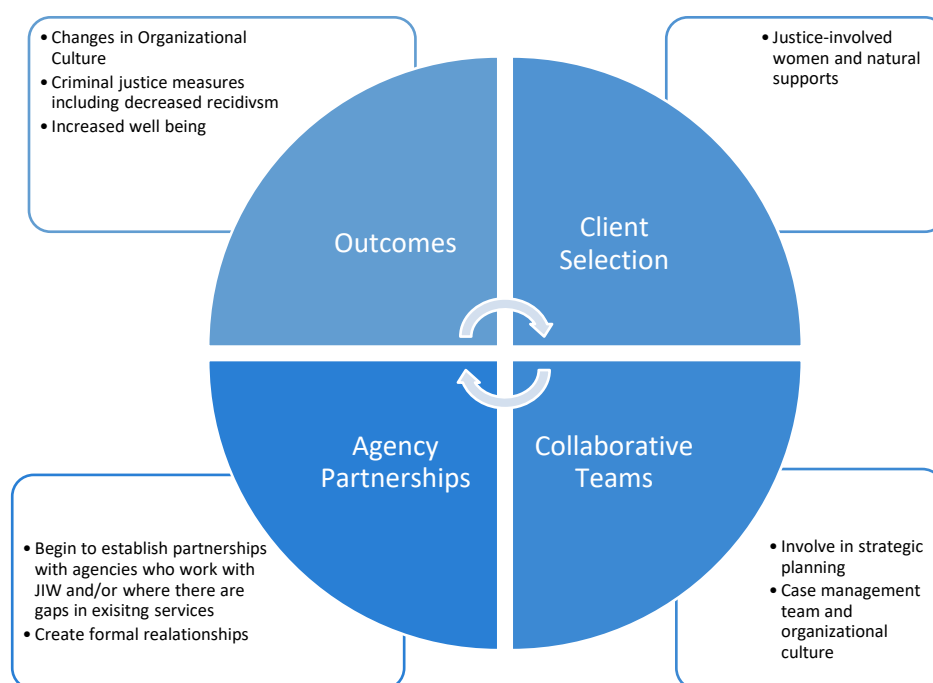 • Changes in Organizational
Culture
• Criminal justice measures
including decreased recidivsm
• Increased well being
• Justice-involved
women and natural
supports
Outcomes
Client
Selection
Agency
Partnerships
Collaborative
Teams
• Begin to establish partnerships
with agencies who work with
JIW and/or where there are
gaps in exisitng services
• Create formal realationships
• Involve in strategic
planning
• Case management
team and
organizational
culture